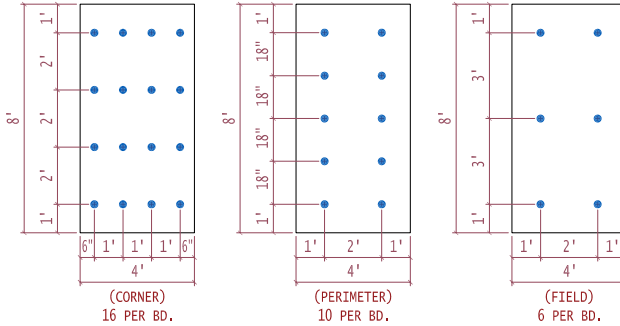 1'
2'
2'
2'
1'
8'
6" 1' 1' 1' 6"
4'
(CORNER)
16 PER BD.
1'
18"
18"
18"
18"
1'
8'
1' 2' 1'
4'
(PERIMETER)
10 PER BD.
1'
3'
3'
1'
8'
1' 2' 1'
4'
(FIELD)
6 PER BD.